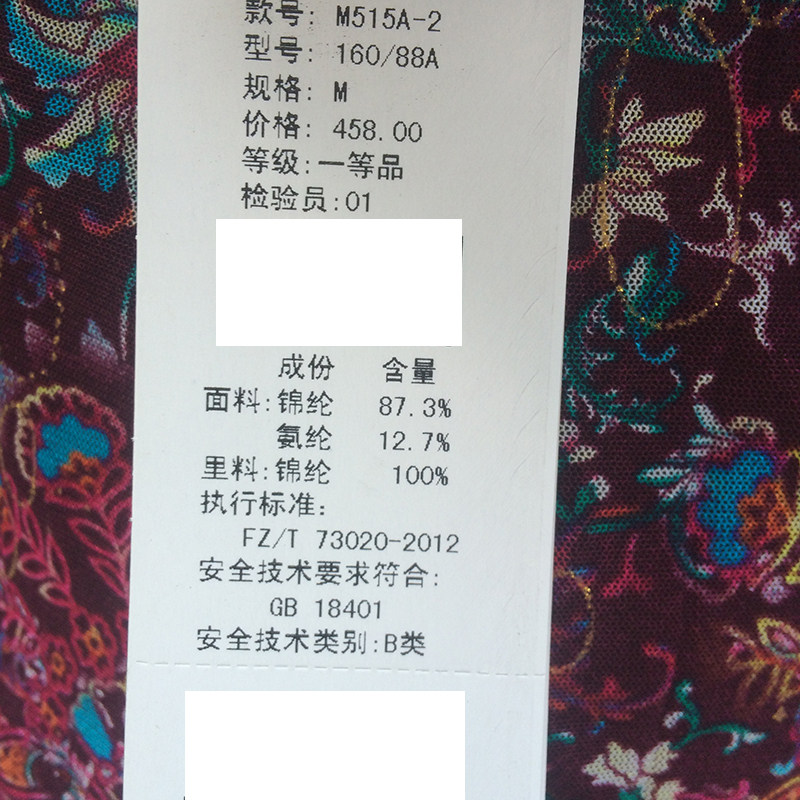 款号: M515A-2
型号: 160/88A
规格: M
价格: 458.00
等级:一等品
检验员:01
成份 含量
面料:锦纶 87.3%
氨纶 12.7%
里料:锦纶 100%
执行标准:
FZ/T 73020-2012
安全技术要求符合:
GB 18401
安全技术类别:B类